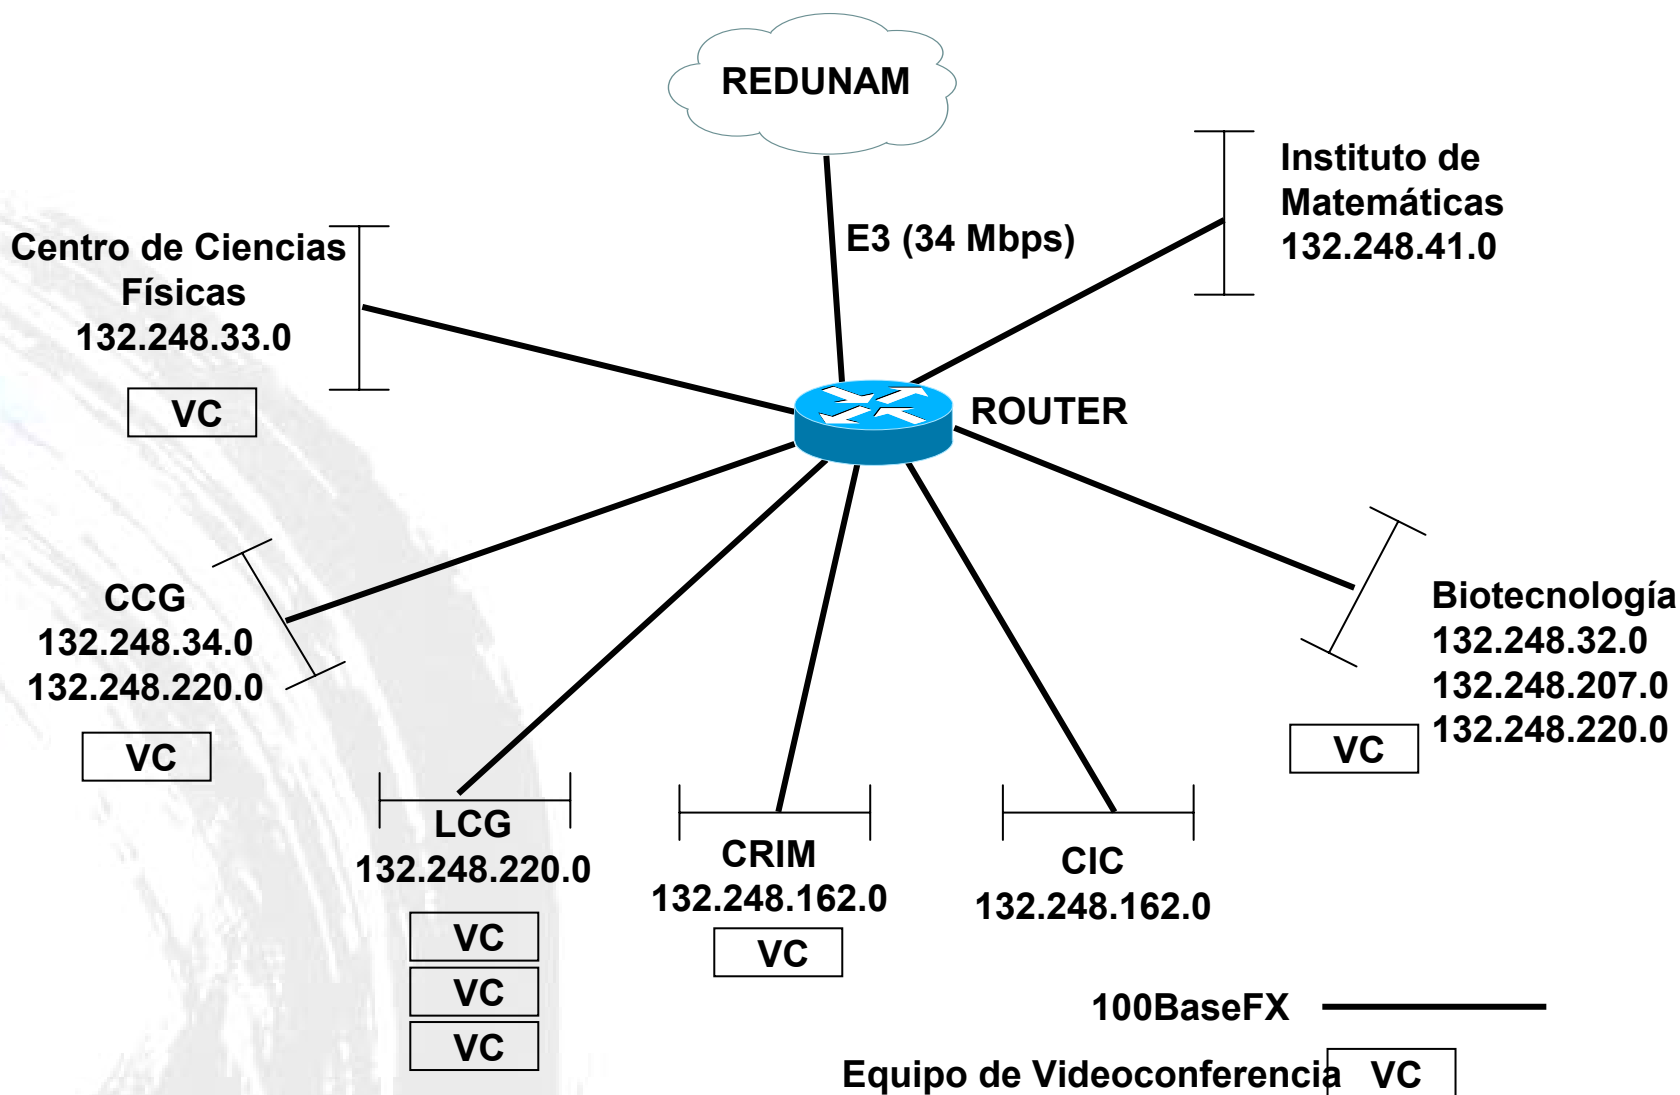 REDUNAM
E3 (34 Mbps)
Instituto de
Matemáticas
132.248.41.0
Centro de Ciencias
Físicas
132.248.33.0
VC
ROUTER
CCG
132.248.34.0
132.248.220.0
VC
Biotecnología
132.248.32.0
132.248.207.0
132.248.220.0
VC
LCG
132.248.220.0
VC
VC
VC
CRIM
132.248.162.0
VC
CIC
132.248.162.0
100BaseFX
Equipo de Videoconferencia VC